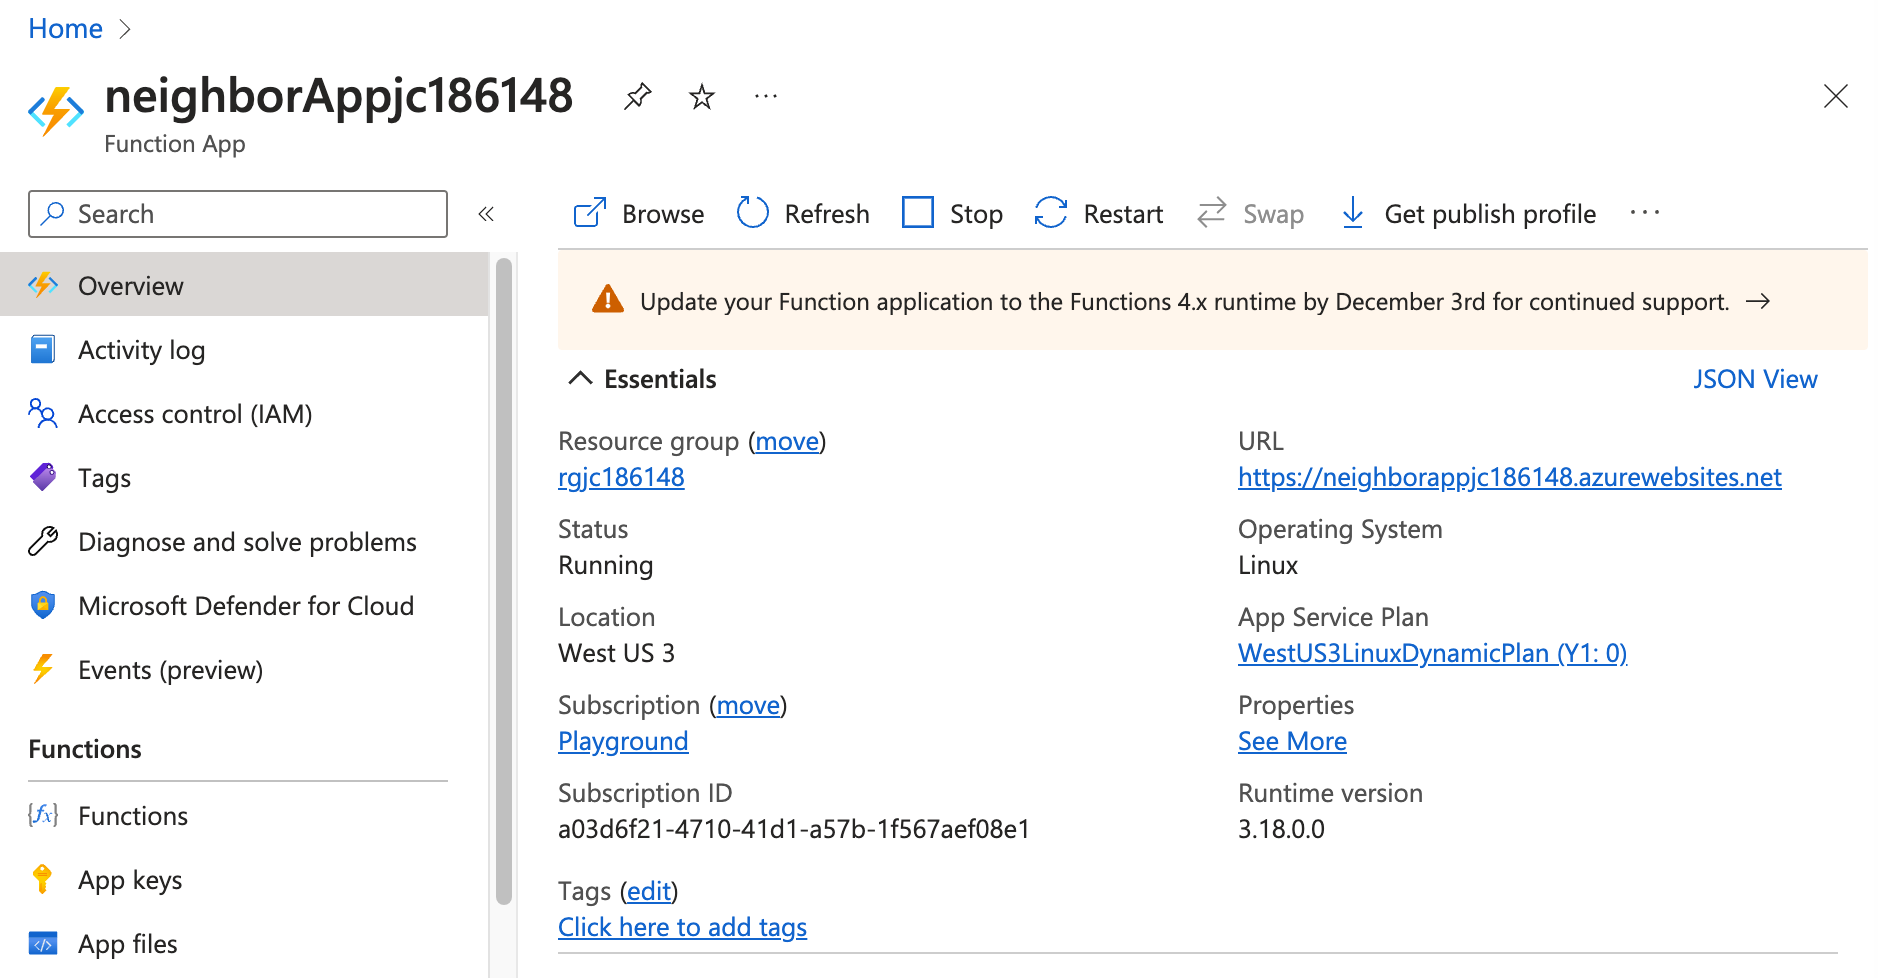 Home
neighborAppjc186148
Function App
Search
Browse Refresh Stop Restart Swap Get publish profile
Overview
Activity log
Access control (IAM)
Tags
Diagnose and solve problems
Microsoft Defender for Cloud
Events (preview)
Functions
Functions
App keys
App files
Update your Function application to the Functions 4.x runtime by December 3rd for continued support.
Essentials
JSON View
Resource group (move)
rgjc186148
Status
Running
Location
West US 3
Subscription (move)
Playground
Subscription ID
a03d6f21-4710-41d1-a57b-1f567aef08e1
Tags (edit)
Click here to add tags
URL
https://neighborappjc186148.azurewebsites.net
Operating System
Linux
App Service Plan
WestUS3LinuxDynamicPlan (Y1: 0)
Properties
See More
Runtime version
3.18.0.0